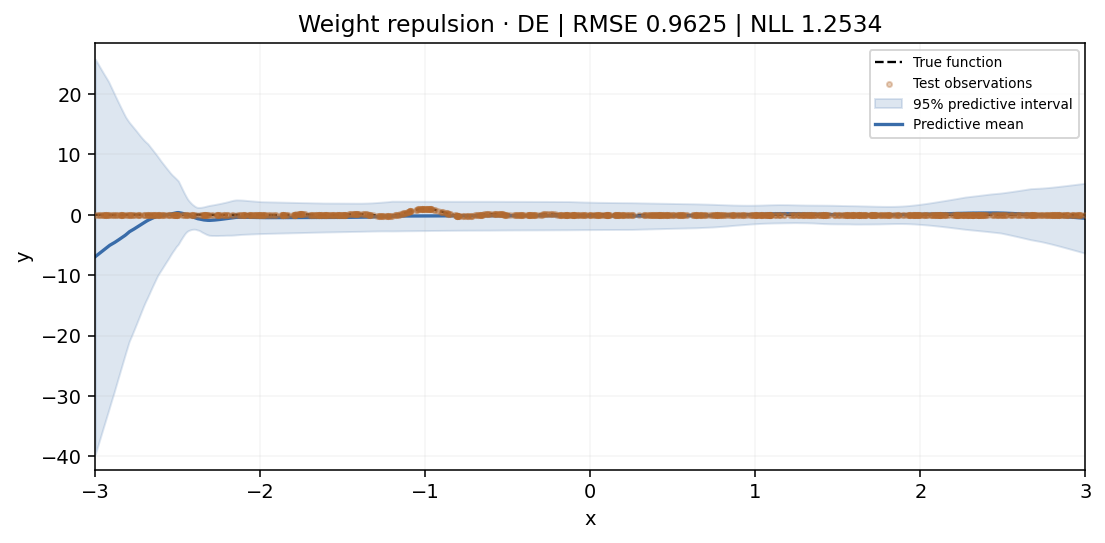 Weight repulsion · DE | RMSE 0.9625 | NLL 1.2534
True function
Test observations
95% predictive interval
Predictive mean
20
10
0
−10
−20
−30
−40
y
−3
−2
−1
0
1
2
3
x